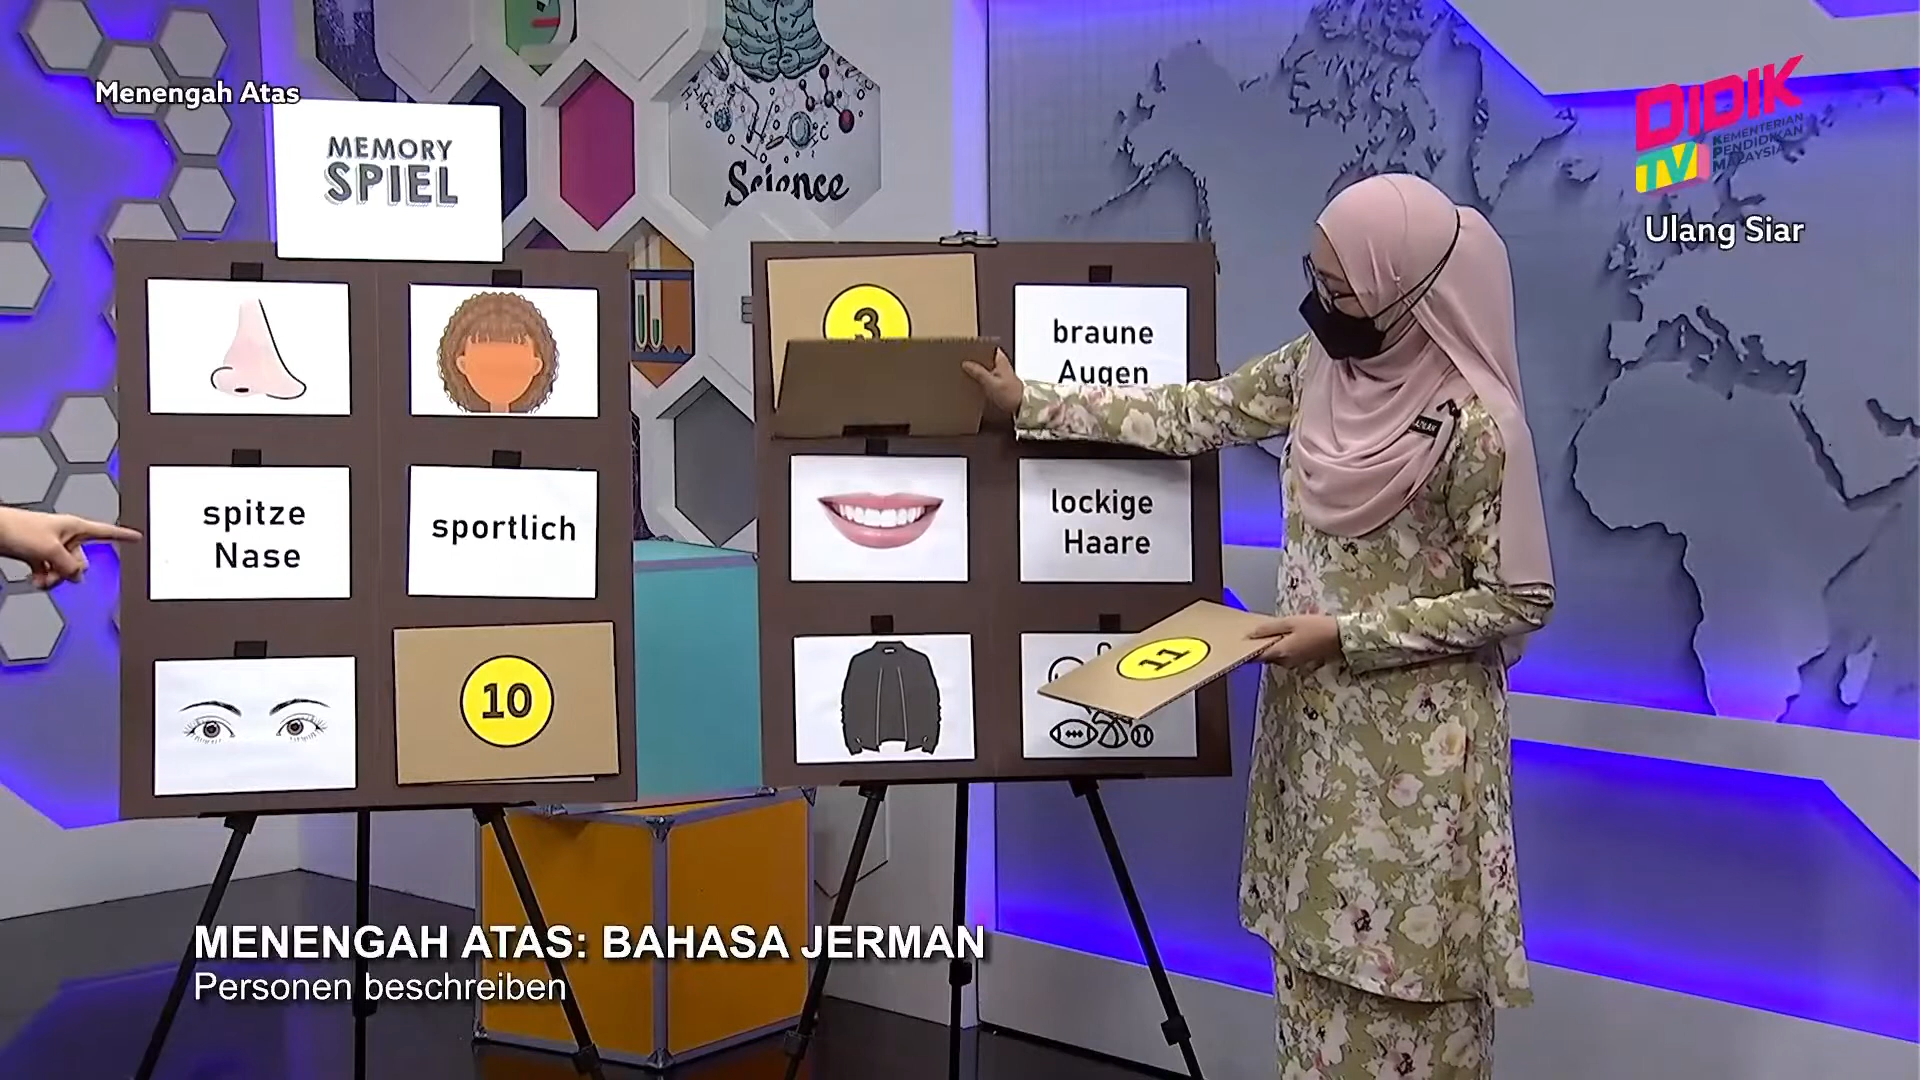 Menengah Atas
MEMORY
SPIEL
Science
DIDIK
TV
KEMENTERIAN
PENDIDIKAN
MALAYSIA
Ulang Siar
3
braune
Augen
spitze
Nase
sportlich
lockige
Haare
10
11
MENENGAH ATAS: BAHASA JERMAN
Personen beschreiben